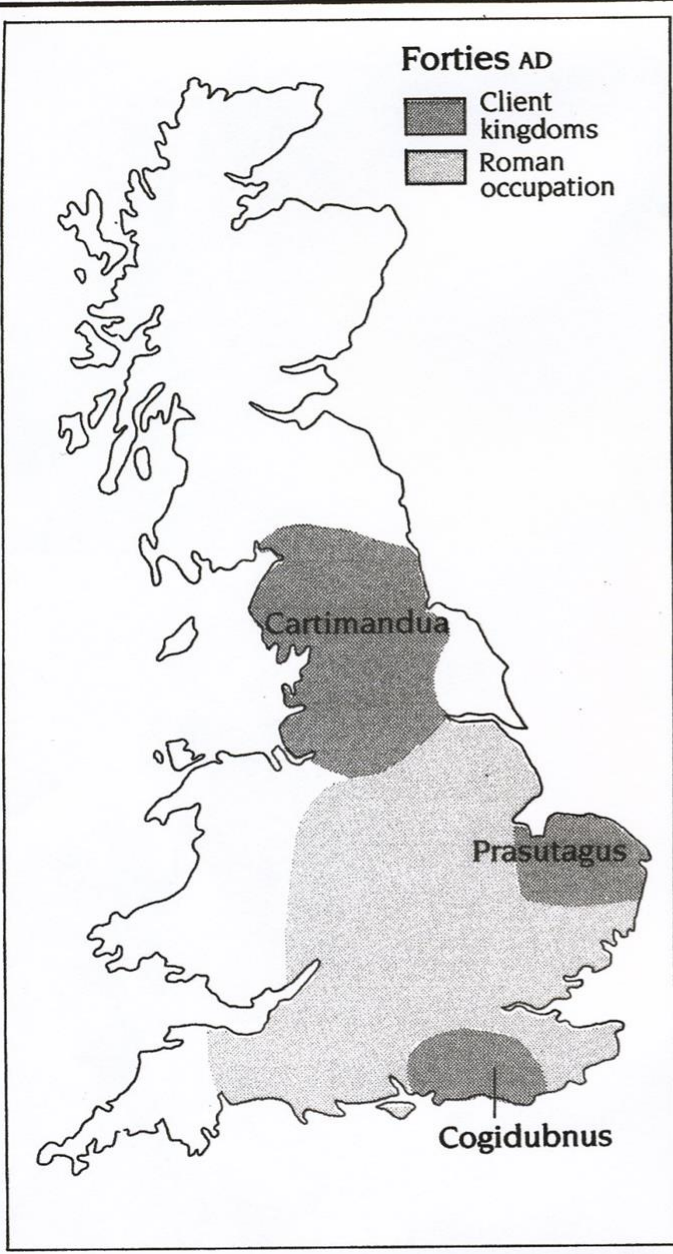 Forties AD
Client
kingdoms
Roman
occupation
Cartimandua
Prasutagus
Cogidubnus